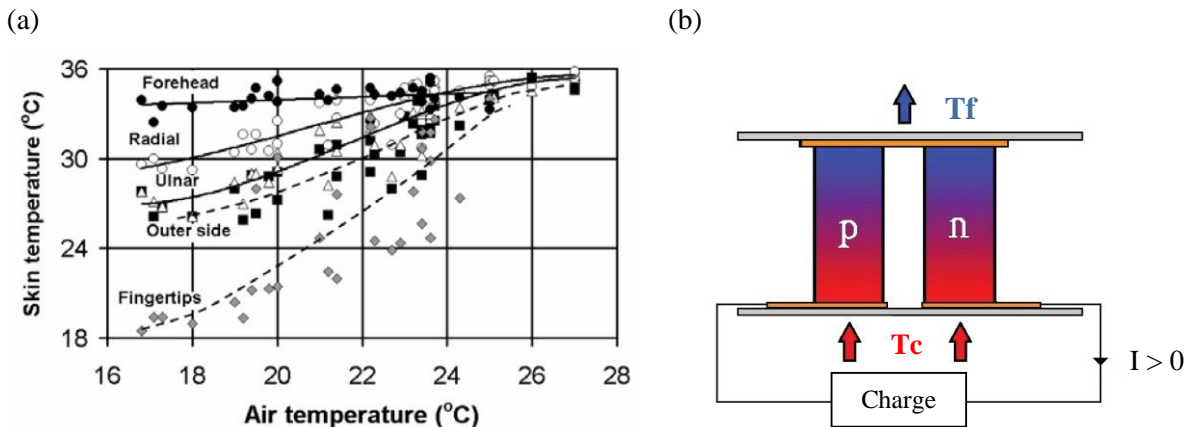 (a)
(b)
Skin temperature (°C)
36
30
24
18
Forehead
Radial
Ulnar
Outer side
Fingertips
16 18 20 22 24 26 28
Air temperature (°C)
Tf
p n
Tc
I > 0
Charge